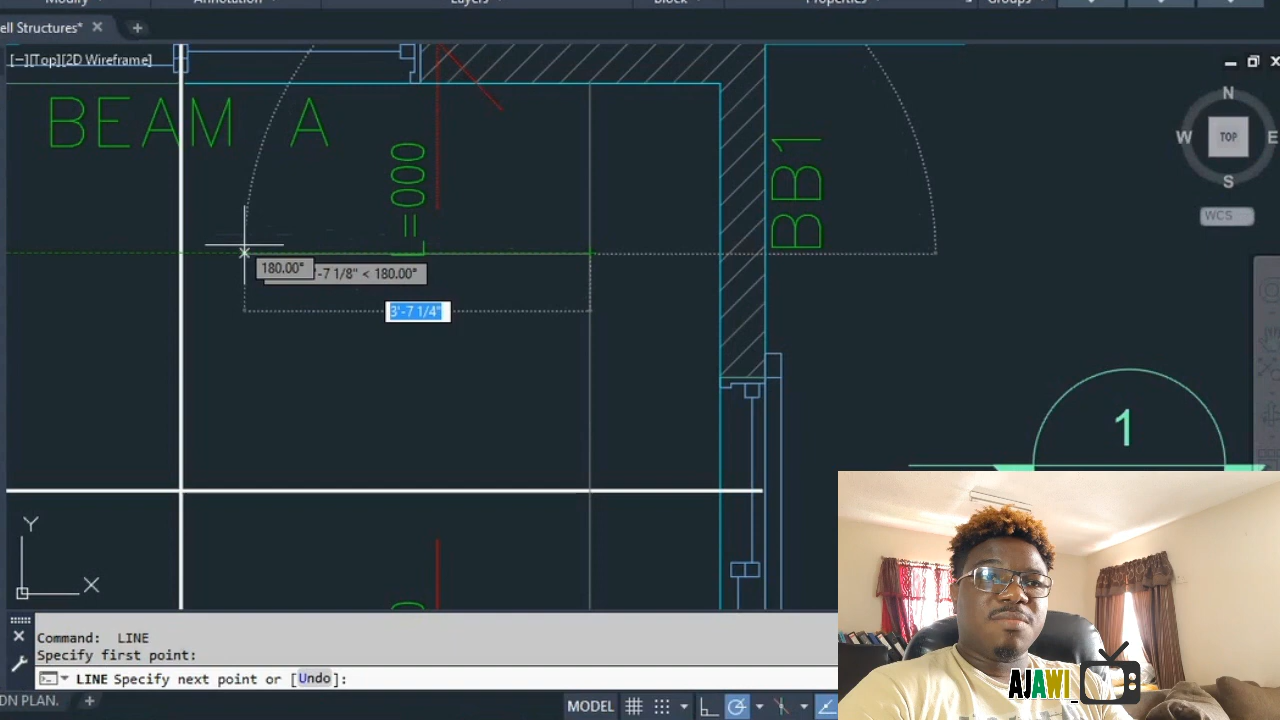 Modify
Annotation
Layers
Block
Properties
Groups
ell Structures*
[−][Top][2D Wireframe]
BEAM A
L=000
BB1
N
W TOP E
S
WCS
180.00°
'-7 1/8" < 180.00°
3'-7 1/4"
1
Y
X
0
Command: LINE
Specify first point:
LINE Specify next point or [Undo]:
DN PLAN.
MODEL
AJAWI_